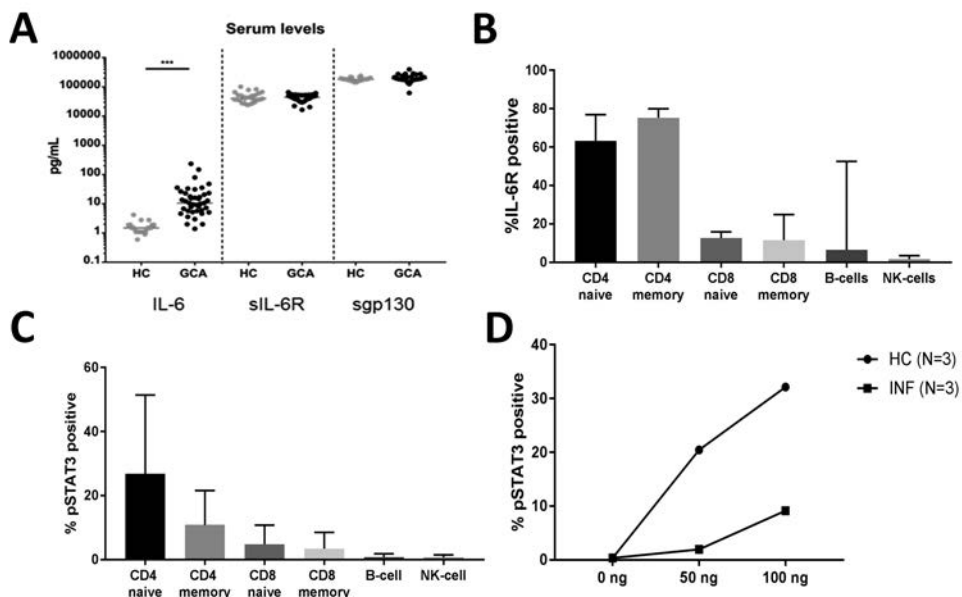 A
Serum levels
1000000
100000
10000
1000
100
10
1
0.1
pg/mL
***
HC GCA HC GCA HC GCA
IL-6 sIL-6R sgp130
B
%IL-6R positive
100
80
60
40
20
0
CD4 CD4 CD8 CD8 B-cells NK-cells
naive memory naive memory
C
% pSTAT3 positive
60
40
20
0
CD4 CD4 CD8 CD8 B-cell NK-cell
naive memory naive memory
D
% pSTAT3 positive
40
30
20
10
0
0 ng 50 ng 100 ng
HC (N=3)
INF (N=3)